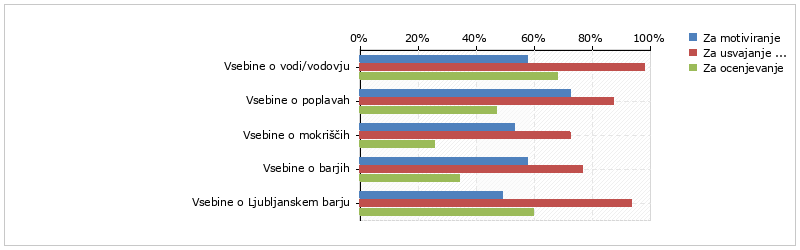 0% 20% 40% 60% 80% 100%
Za motiviranje
Za usvajanje ...
Za ocenjevanje
Vsebine o vodi/vodovju
Vsebine o poplavah
Vsebine o mokriščih
Vsebine o barjih
Vsebine o Ljubljanskem barju